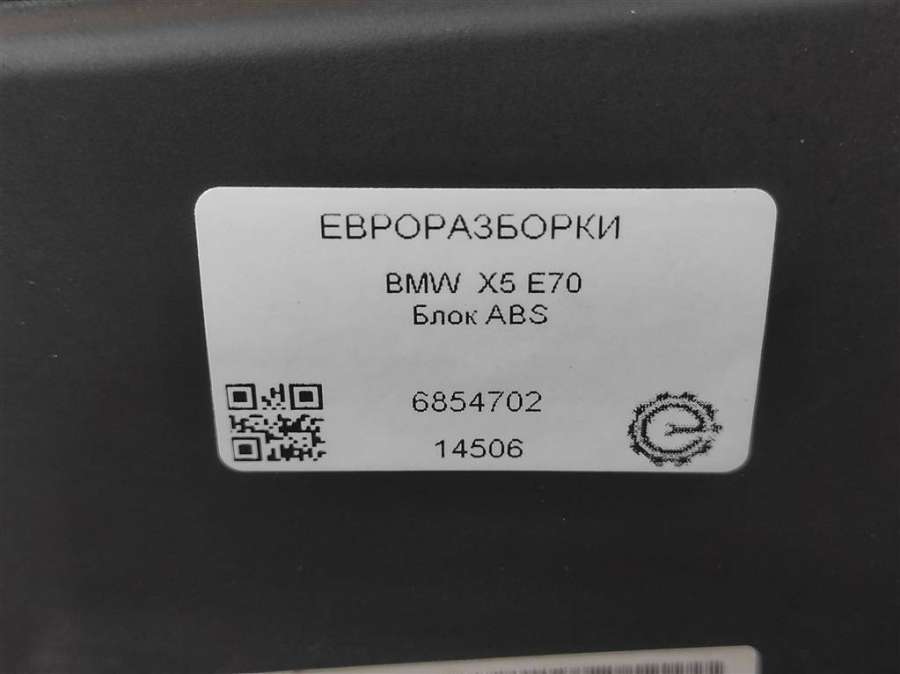 ЕВРОРАЗБОРКИ
BMW X5 E70
Блок ABS
6854702
14506